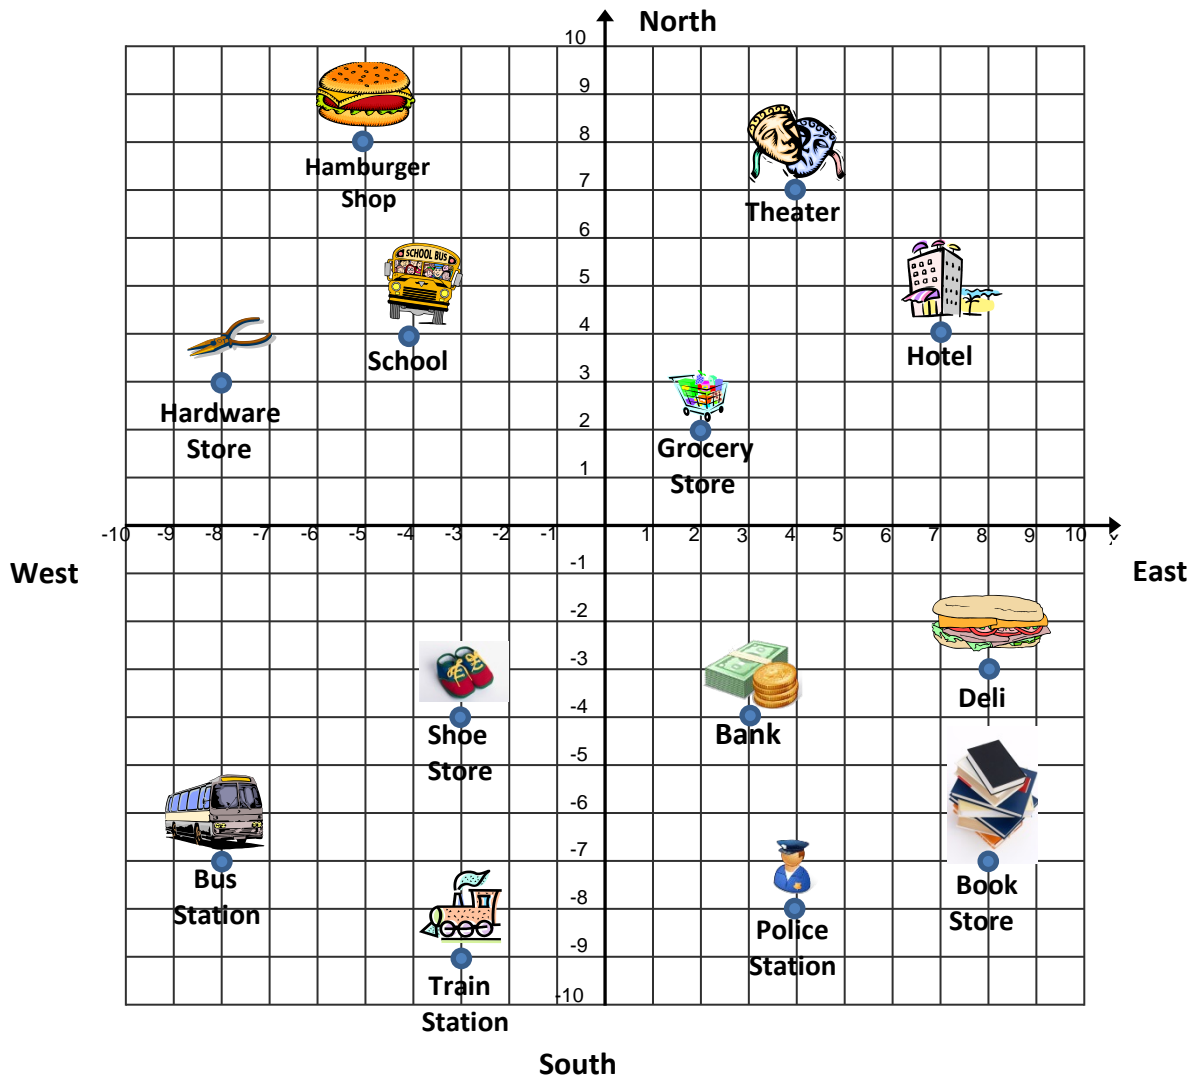 North
10
9
SCHOOL BUS
8
Hamburger
Shop
7
Theater
6
5
4
School
Hotel
3
Hardware
Store
2
Grocery
Store
1
-10 -9 -8 -7 -6 -5 -4 -3 -2 -1 1 2 3 4 5 6 7 8 9 10 x
West
East
-1
-2
-3
Deli
-4
Shoe
Store
Bank
-5
-6
-7
Bus
Station
Book
Store
-8
Police
Station
-9
Train
Station
-10
South